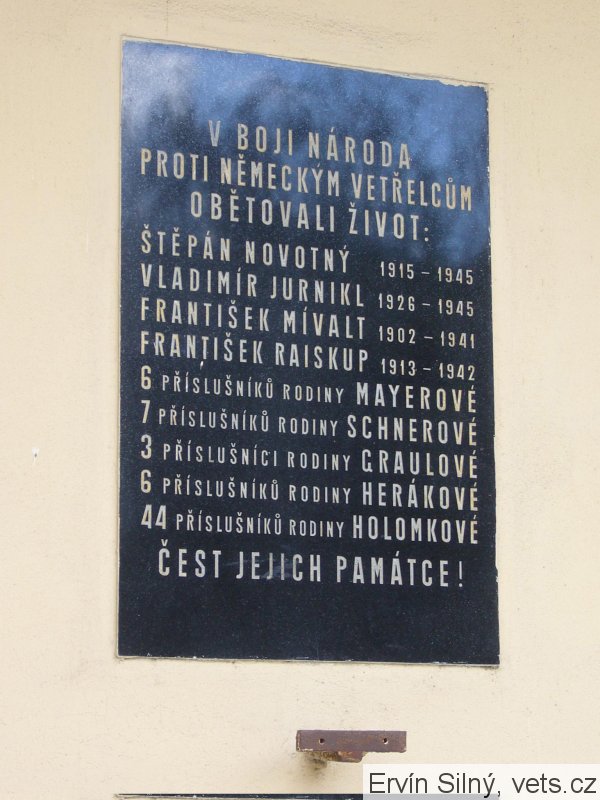 V BOJI NÁRODA
PROTI NĚMECKÝM VETŘELCŮM
OBĚTOVALI ŽIVOT:
ŠTĚPÁN NOVOTNÝ 1915 – 1945
VLADIMÍR JURNIKL 1926 – 1945
FRANTIŠEK MÍVALT 1902 – 1941
FRANTIŠEK RAISKUP 1913 – 1942
6 PŘÍSLUŠNÍKŮ RODINY MAYEROVÉ
7 PŘÍSLUŠNÍKŮ RODINY SCHNEROVÉ
3 PŘÍSLUŠNÍCI RODINY GRAULOVÉ
6 PŘÍSLUŠNÍKŮ RODINY HERÁKOVÉ
44 PŘÍSLUŠNÍKŮ RODINY HOLOMKOVÉ
ČEST JEJICH PAMÁTCE!
Ervín Silný, vets.cz